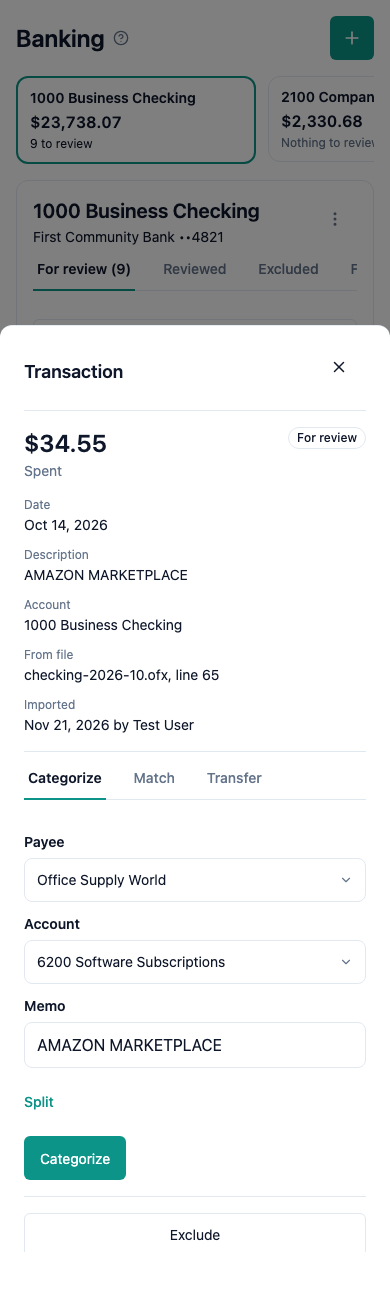 Banking
1000 Business Checking
$23,738.07
9 to review
2100 Compan
$2,330.68
Nothing to review
1000 Business Checking
First Community Bank ••4821
For review (9)
Reviewed
Excluded
Transaction
$34.55
For review
Spent
Date
Oct 14, 2026
Description
AMAZON MARKETPLACE
Account
1000 Business Checking
From file
checking-2026-10.ofx, line 65
Imported
Nov 21, 2026 by Test User
Categorize
Match
Transfer
Payee
Office Supply World
Account
6200 Software Subscriptions
Memo
AMAZON MARKETPLACE
Split
Categorize
Exclude